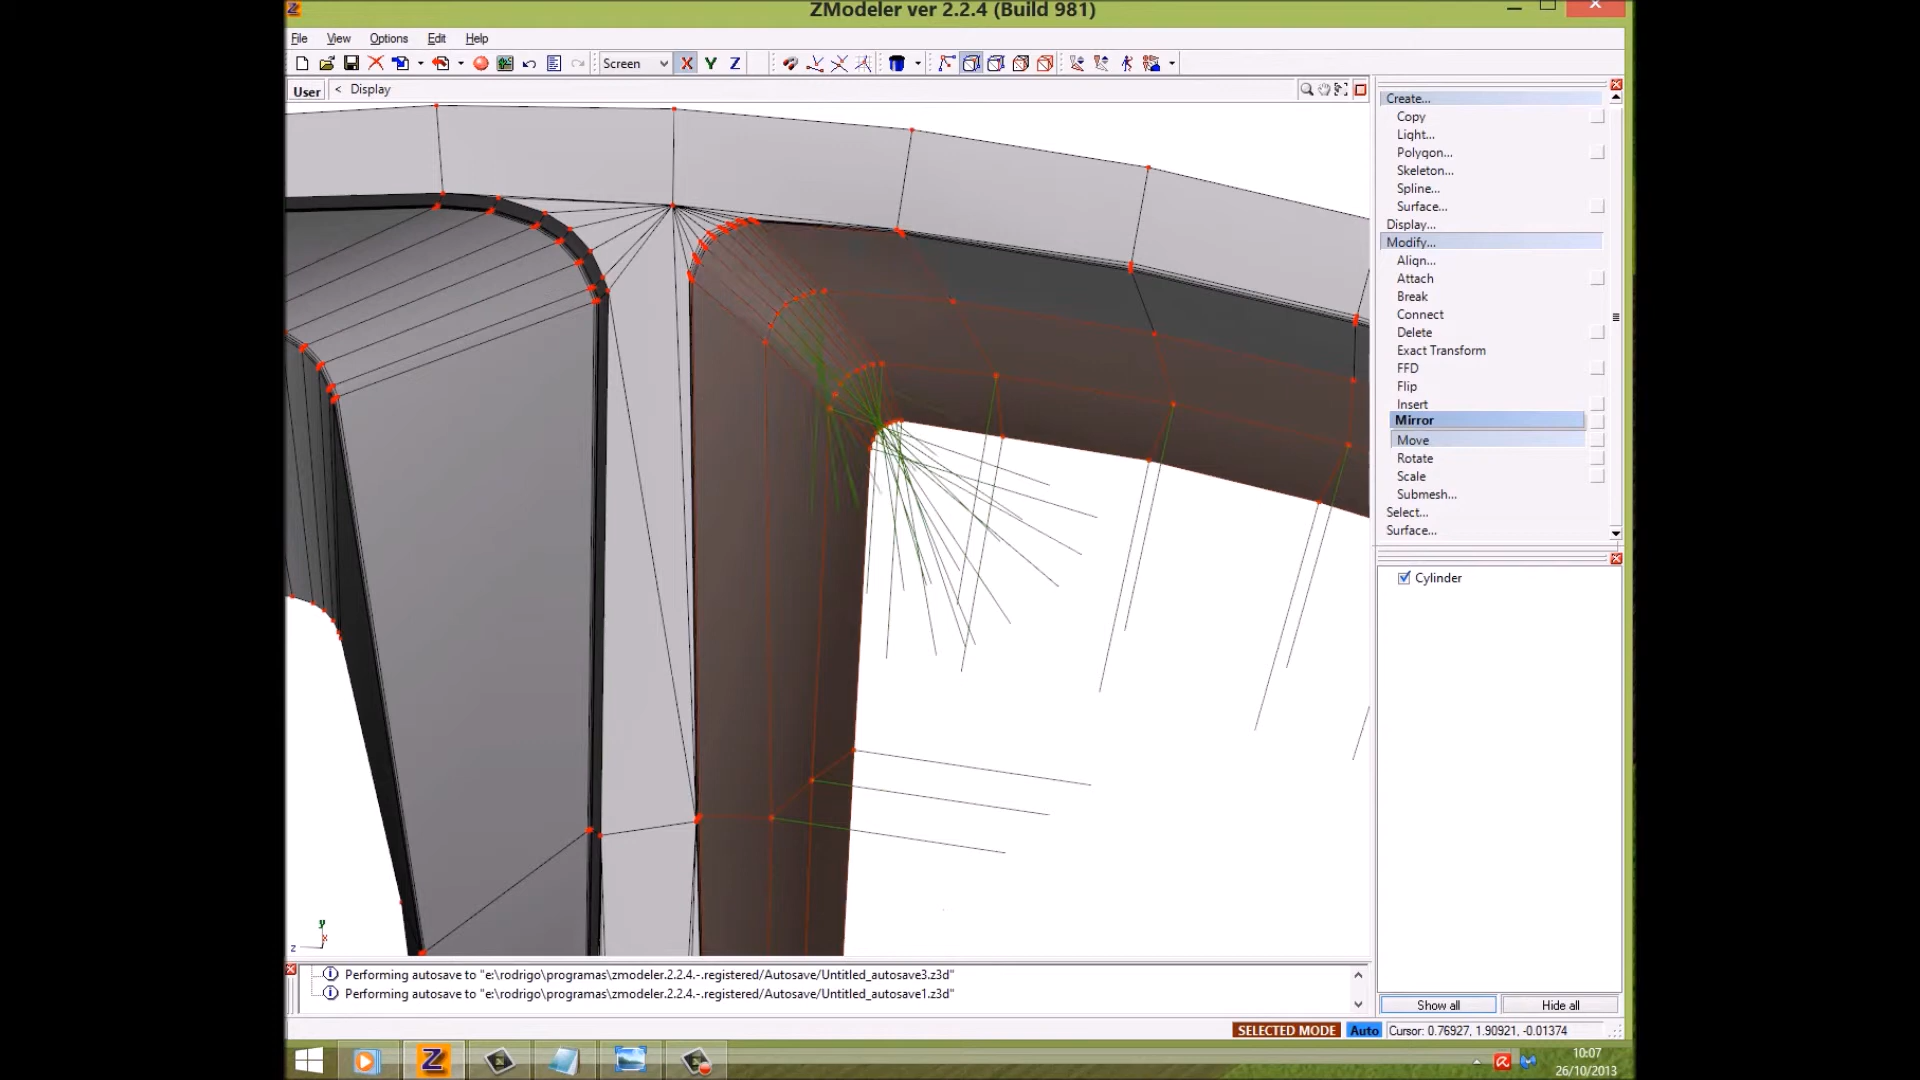 ZModeler ver 2.2.4 (Build 981)
File View Options Edit Help
Screen X Y Z
User < Display
Create...
Copy
Light...
Polygon...
Skeleton...
Spline...
Surface...
Display...
Modify...
Align...
Attach
Break
Connect
Delete
Exact Transform
FFD
Flip
Insert
Mirror
Move
Rotate
Scale
Submesh...
Select...
Surface...
Cylinder
y
x
z
Performing autosave to "e:\rodrigo\programas\zmodeler.2.2.4.-.registered/Autosave/Untitled_autosave3.z3d"
Performing autosave to "e:\rodrigo\programas\zmodeler.2.2.4.-.registered/Autosave/Untitled_autosave1.z3d"
Show all Hide all
SELECTED MODE Auto Cursor: 0.76927, 1.90921, -0.01374
10:07
26/10/2013